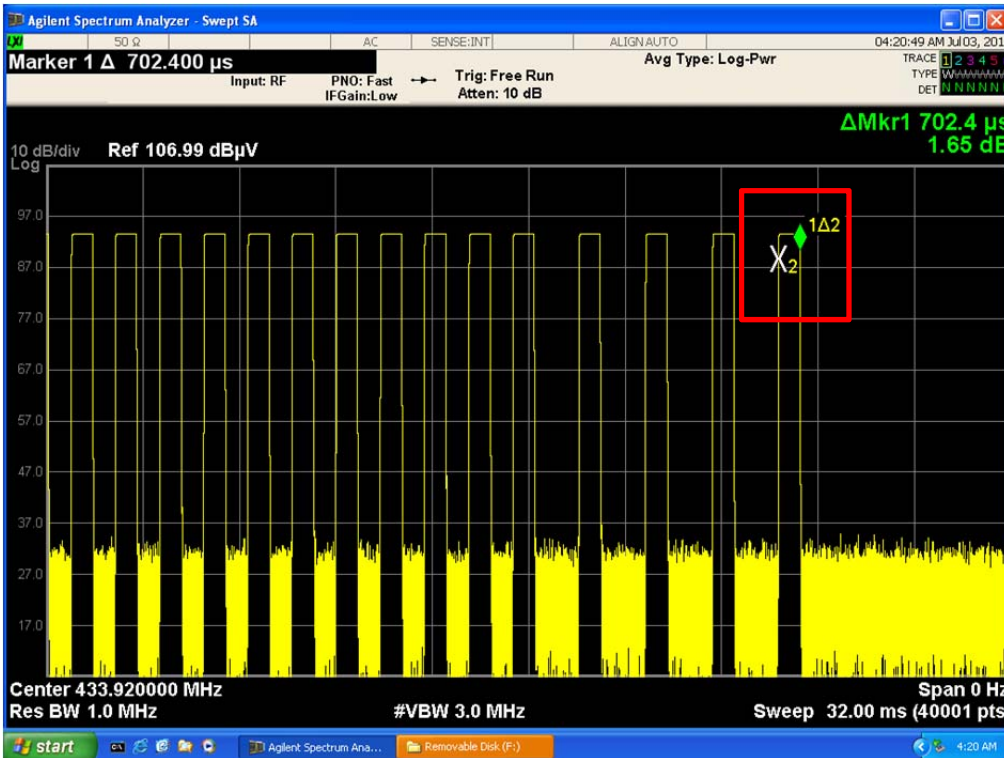 Agilent Spectrum Analyzer - Swept SA
LXI 50 Ω AC SENSE:INT ALIGN AUTO 04:20:49 AM Jul 03, 201
Marker 1 Δ 702.400 µs
Avg Type: Log-Pwr
TRACE 1 2 3 4 5
Input: RF
PNO: Fast
Trig: Free Run
TYPE
IFGain:Low
Atten: 10 dB
DET N N N N N
ΔMkr1 702.4 µs
1.65 dB
10 dB/div Ref 106.99 dBµV
Log
97.0
1Δ2
87.0
X2
77.0
67.0
57.0
47.0
37.0
27.0
17.0
Center 433.920000 MHz
Span 0 Hz
Res BW 1.0 MHz
#VBW 3.0 MHz
Sweep 32.00 ms (40001 pts
start
Agilent Spectrum Ana...
Removable Disk (F:)
4:20 AM